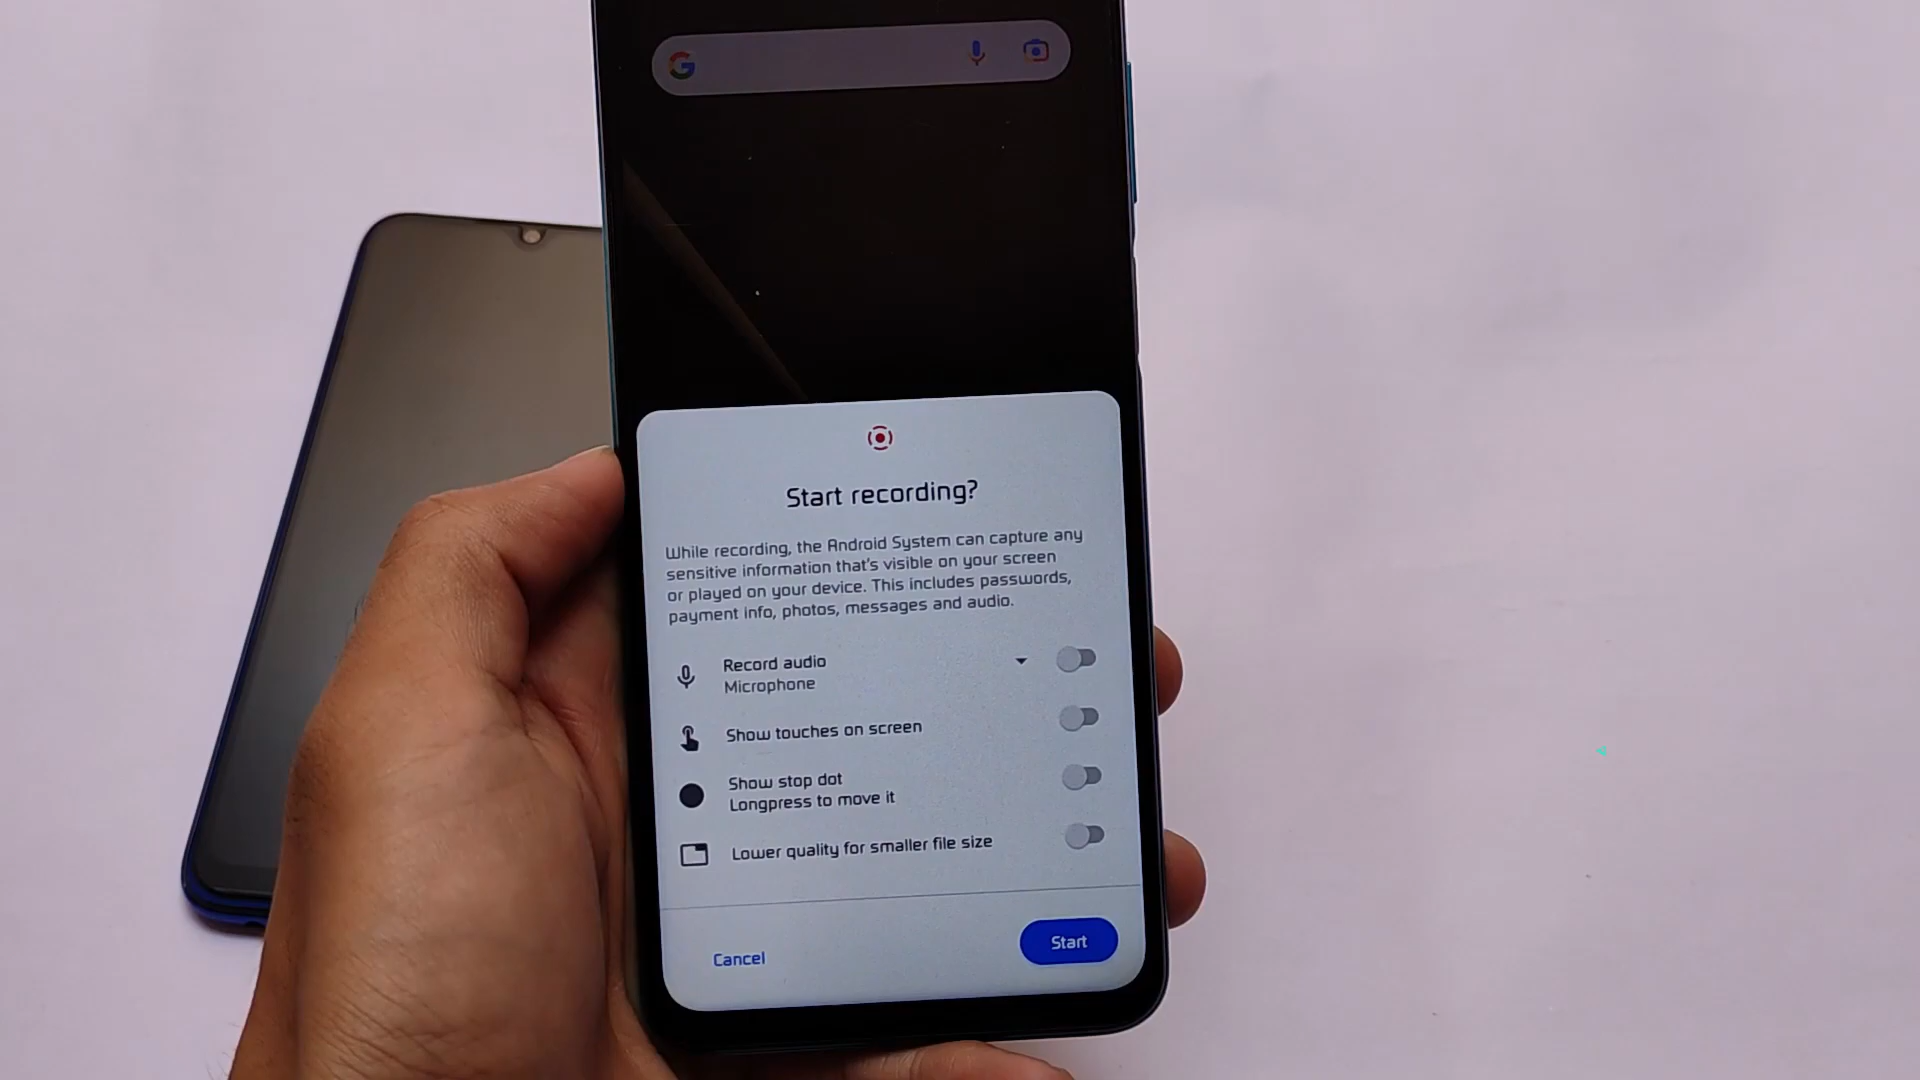 Start recording?
While recording, the Android System can capture any
sensitive information that's visible on your screen
or played on your device. This includes passwords,
payment info, photos, messages and audio.
Record audio
Microphone
Show touches on screen
Show stop dot
Longpress to move it
Lower quality for smaller file size
Cancel
Start